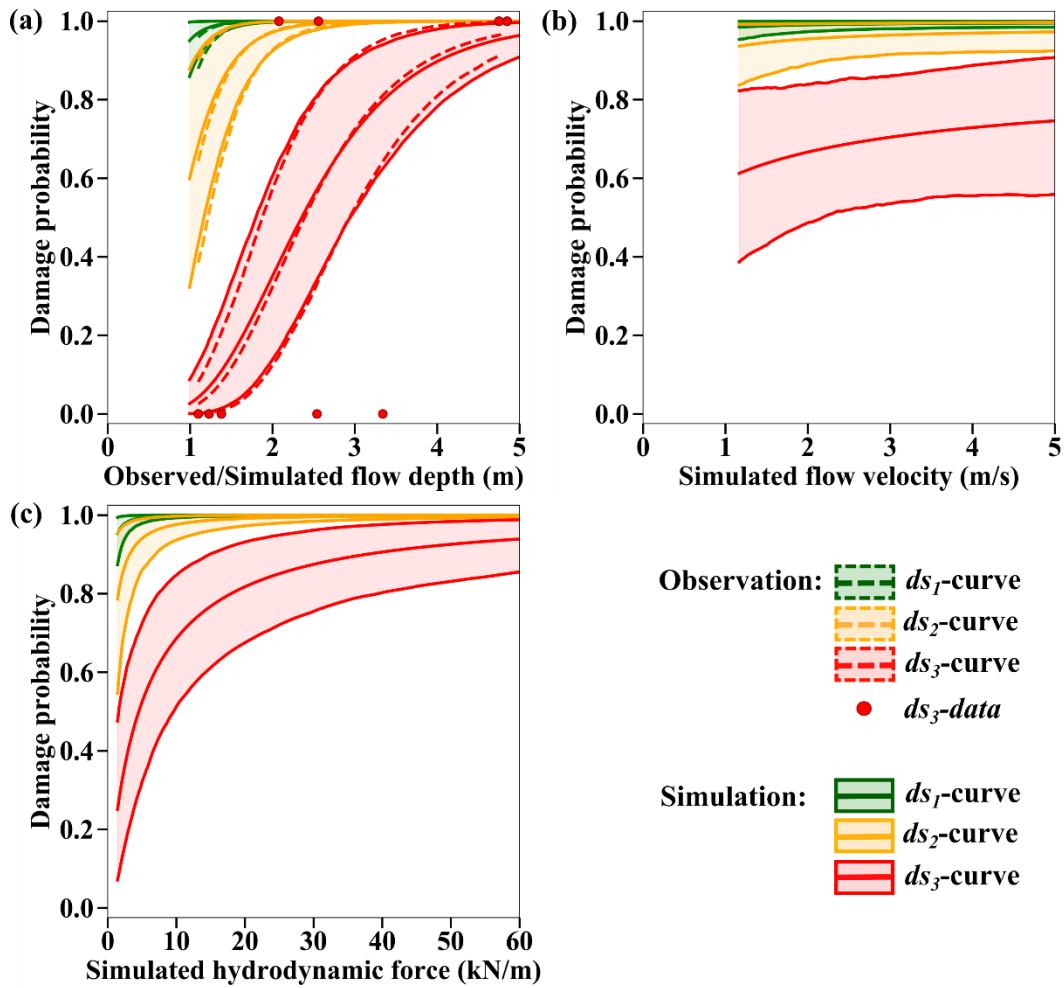 (a)
Damage probability
1.0
0.8
0.6
0.4
0.2
0.0
0 1 2 3 4 5
Observed/Simulated flow depth (m)
(b)
Damage probability
1.0
0.8
0.6
0.4
0.2
0.0
0 1 2 3 4 5
Simulated flow velocity (m/s)
(c)
Damage probability
1.0
0.8
0.6
0.4
0.2
0.0
0 10 20 30 40 50 60
Simulated hydrodynamic force (kN/m)
Observation:
ds1-curve
ds2-curve
ds3-curve
ds3-data
Simulation:
ds1-curve
ds2-curve
ds3-curve